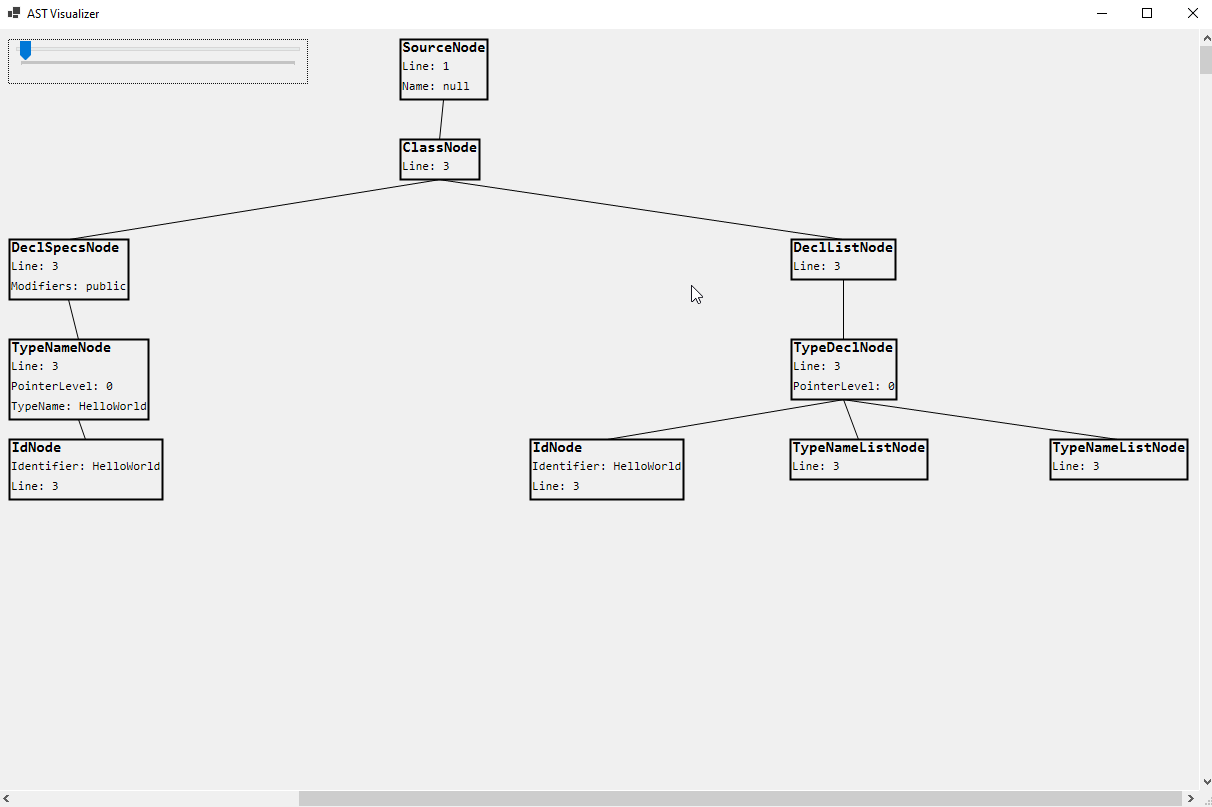 AST Visualizer
SourceNode
Line: 1
Name: null
ClassNode
Line: 3
DeclSpecsNode
Line: 3
Modifiers: public
DeclListNode
Line: 3
TypeNameNode
Line: 3
PointerLevel: 0
TypeName: HelloWorld
TypeDeclNode
Line: 3
PointerLevel: 0
IdNode
Identifier: HelloWorld
Line: 3
IdNode
Identifier: HelloWorld
Line: 3
TypeNameListNode
Line: 3
TypeNameListNode
Line: 3